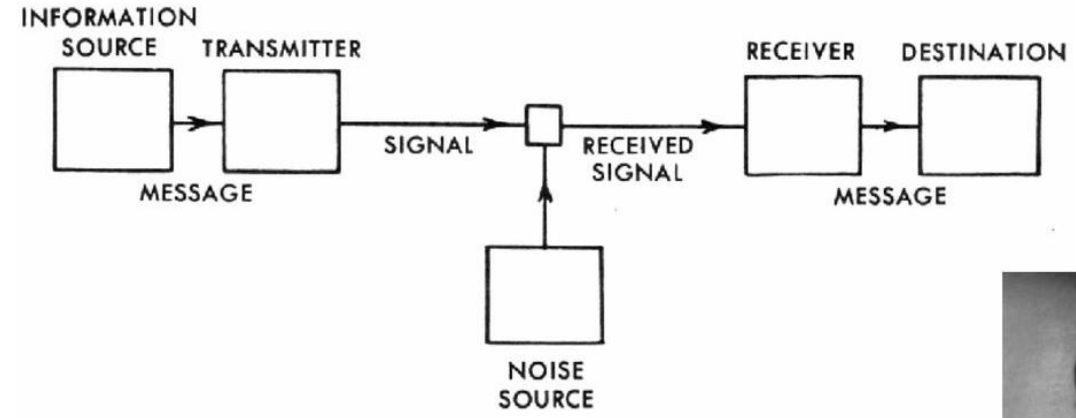 INFORMATION
SOURCE
TRANSMITTER
RECEIVER
DESTINATION
SIGNAL
RECEIVED
SIGNAL
MESSAGE
MESSAGE
NOISE
SOURCE